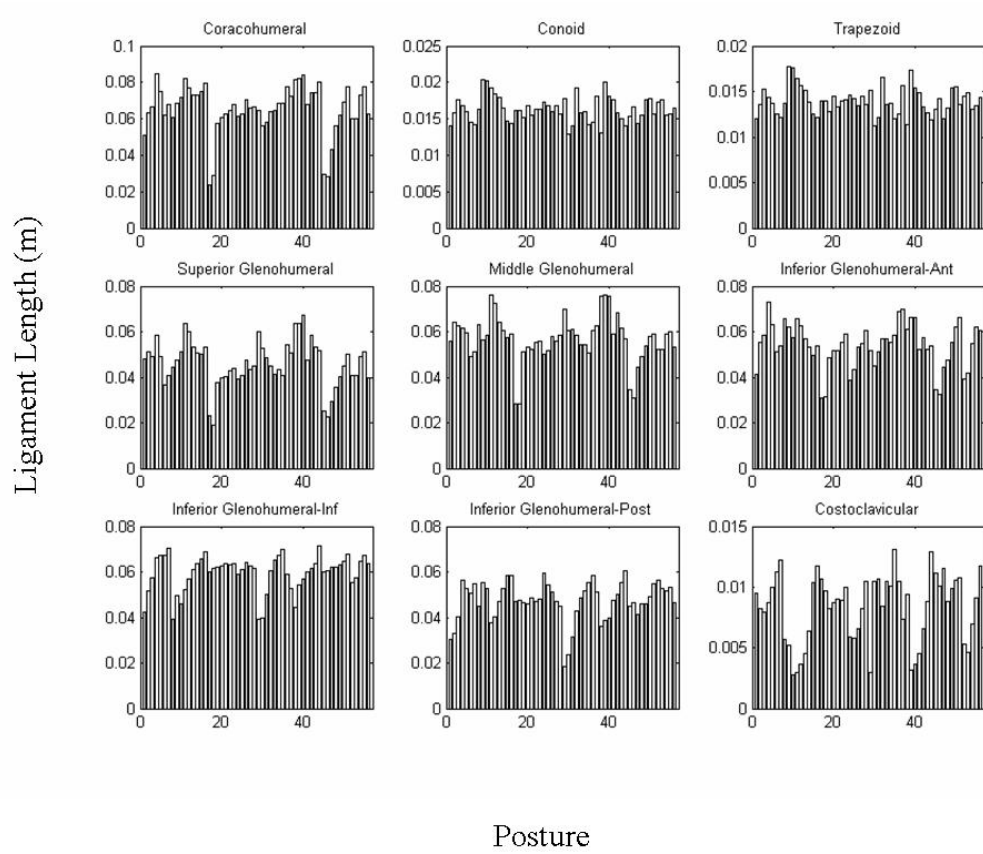 Coracohumeral
Conoid
Trapezoid
0.1
0.08
0.06
0.04
0.02
0
0 20 40
0.025
0.02
0.015
0.01
0.005
0
0 20 40
0.02
0.015
0.01
0.005
0
0 20 40
Ligament Length (m)
Superior Glenohumeral
Middle Glenohumeral
Inferior Glenohumeral-Ant
0.08
0.06
0.04
0.02
0
0 20 40
0.08
0.06
0.04
0.02
0
0 20 40
0.08
0.06
0.04
0.02
0
0 20 40
Inferior Glenohumeral-Inf
Inferior Glenohumeral-Post
Costoclavicular
0.08
0.06
0.04
0.02
0
0 20 40
0.08
0.06
0.04
0.02
0
0 20 40
0.015
0.01
0.005
0
0 20 40
Posture